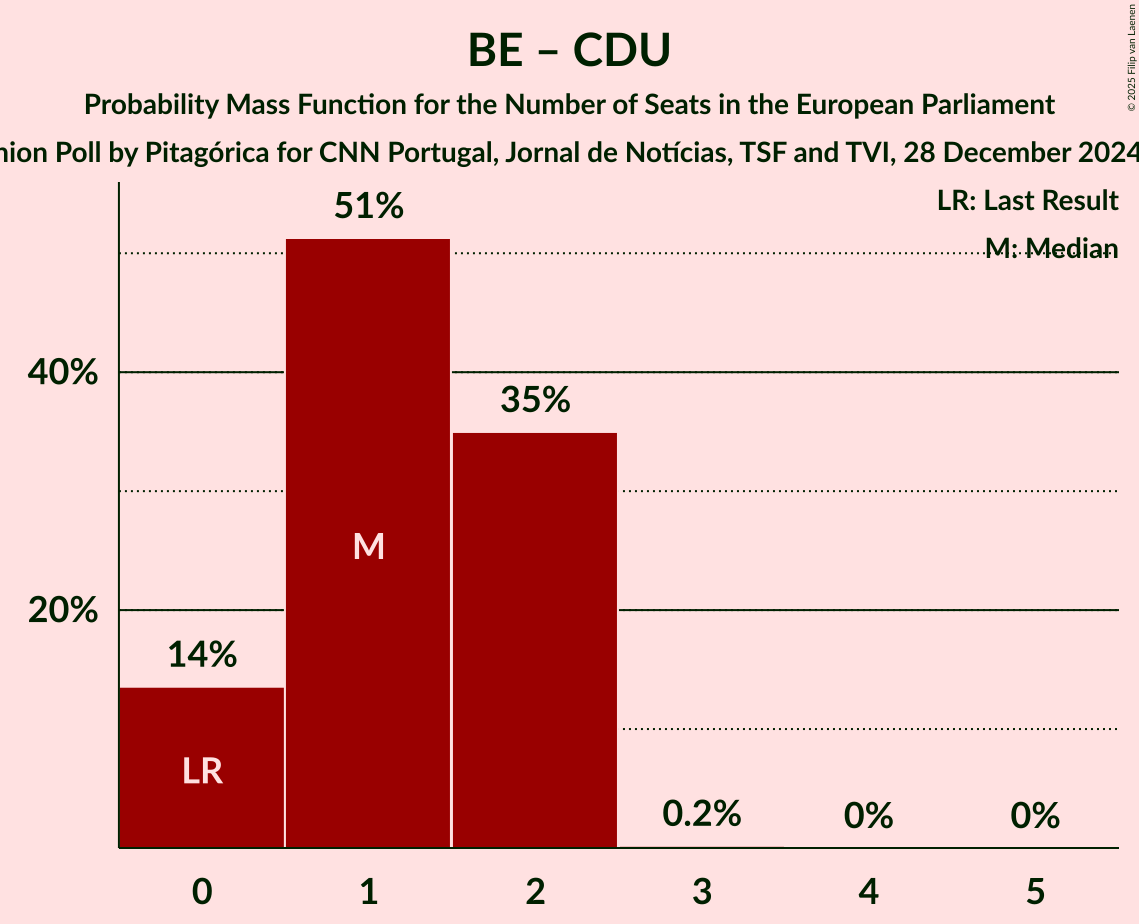 BE – CDU
Probability Mass Function for the Number of Seats in the European Parliament
Poll by Pitagórica for CNN Portugal, Jornal de Notícias, TSF and TVI, 28 December 2024
© 2025 Filip van Laenen
LR: Last Result
M: Median
51%
40%
35%
M
20%
14%
LR
0.2%
0%
0%
0
1
2
3
4
5